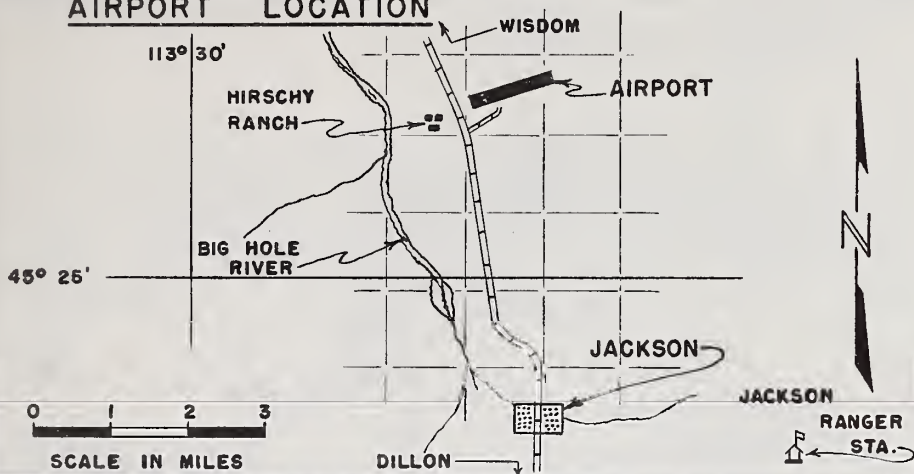 AIRPORT LOCATION
WISDOM
113° 30'
HIRSCHY
RANCH
AIRPORT
BIG HOLE
RIVER
N
45° 25'
JACKSON
JACKSON
0 1 2 3
SCALE IN MILES
DILLON
RANGER
STA.